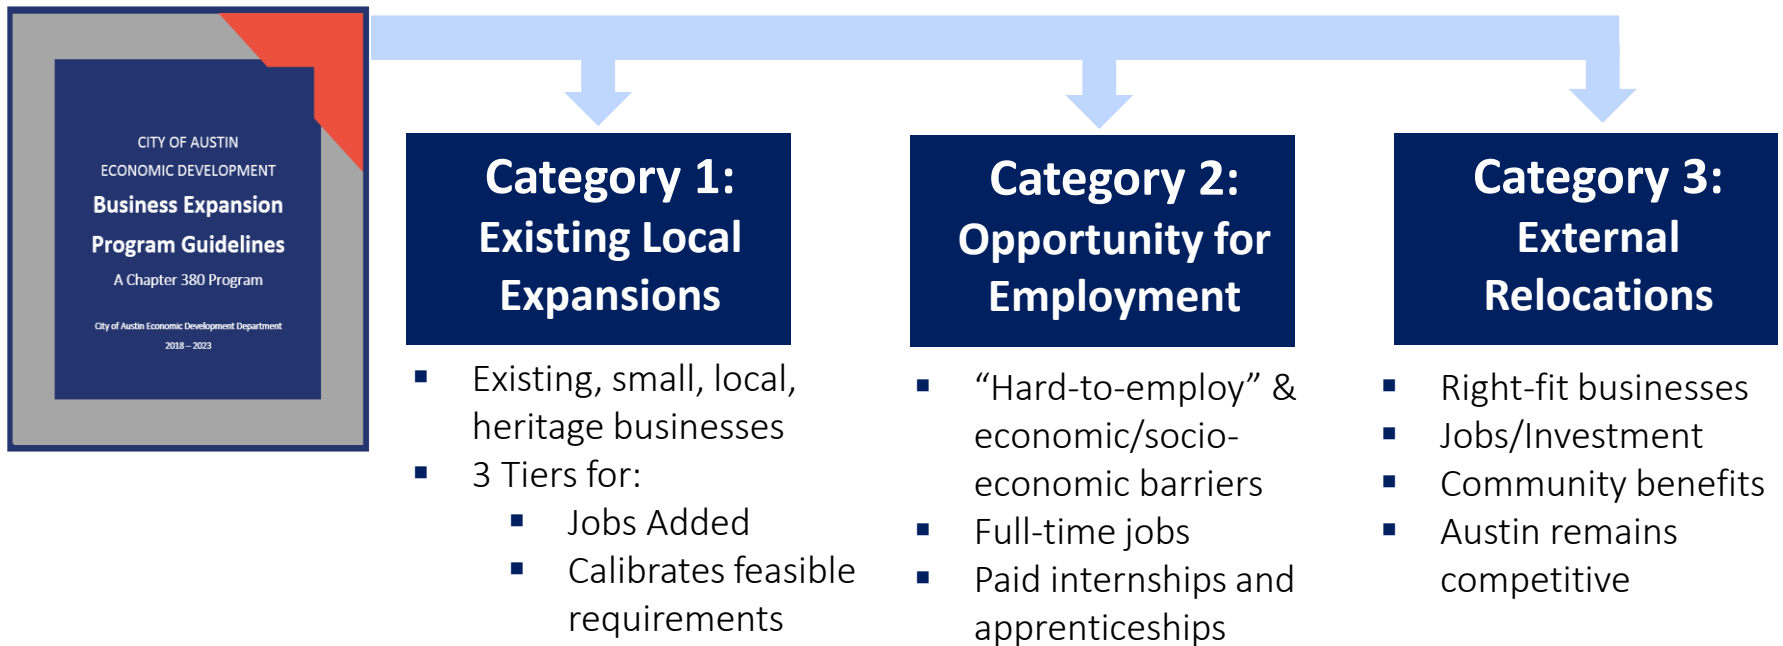 CITY OF AUSTIN
ECONOMIC DEVELOPMENT
Business Expansion
Program Guidelines
A Chapter 380 Program
City of Austin Economic Development Department
2018 – 2023
Category 1:
Existing Local
Expansions
▪ Existing, small, local,
heritage businesses
▪ 3 Tiers for:
▪ Jobs Added
▪ Calibrates feasible
requirements
Category 2:
Opportunity for
Employment
▪ “Hard-to-employ” &
economic/socio-
economic barriers
▪ Full-time jobs
▪ Paid internships and
apprenticeships
Category 3:
External
Relocations
▪ Right-fit businesses
▪ Jobs/Investment
▪ Community benefits
▪ Austin remains
competitive